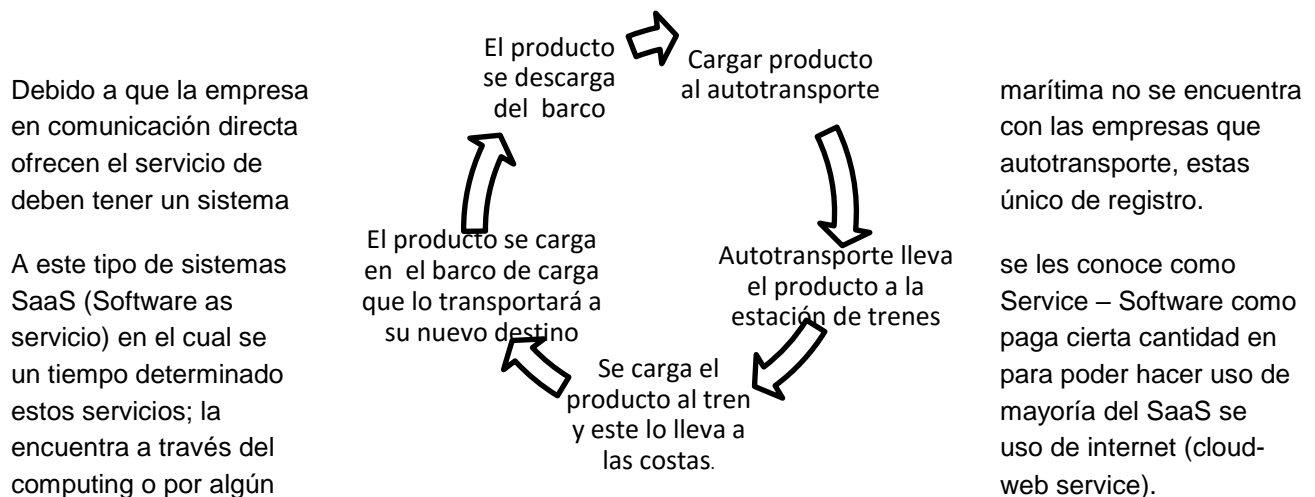 El producto
se descarga
del barco
Cargar producto
al autotransporte
Autotransporte lleva
el producto a la
estación de trenes
Se carga el
producto al tren
y este lo lleva a
las costas.
El producto se carga
en el barco de carga
que lo transportará a
su nuevo destino
Debido a que la empresa marítima no se encuentra
en comunicación directa con las empresas que
ofrecen el servicio de autotransporte, estas
deben tener un sistema único de registro.
A este tipo de sistemas se les conoce como
SaaS (Software as Service – Software como
servicio) en el cual se paga cierta cantidad en
un tiempo determinado para poder hacer uso de
estos servicios; la mayoría del SaaS se
encuentra a través del uso de internet (cloud-
computing o por algún web service).